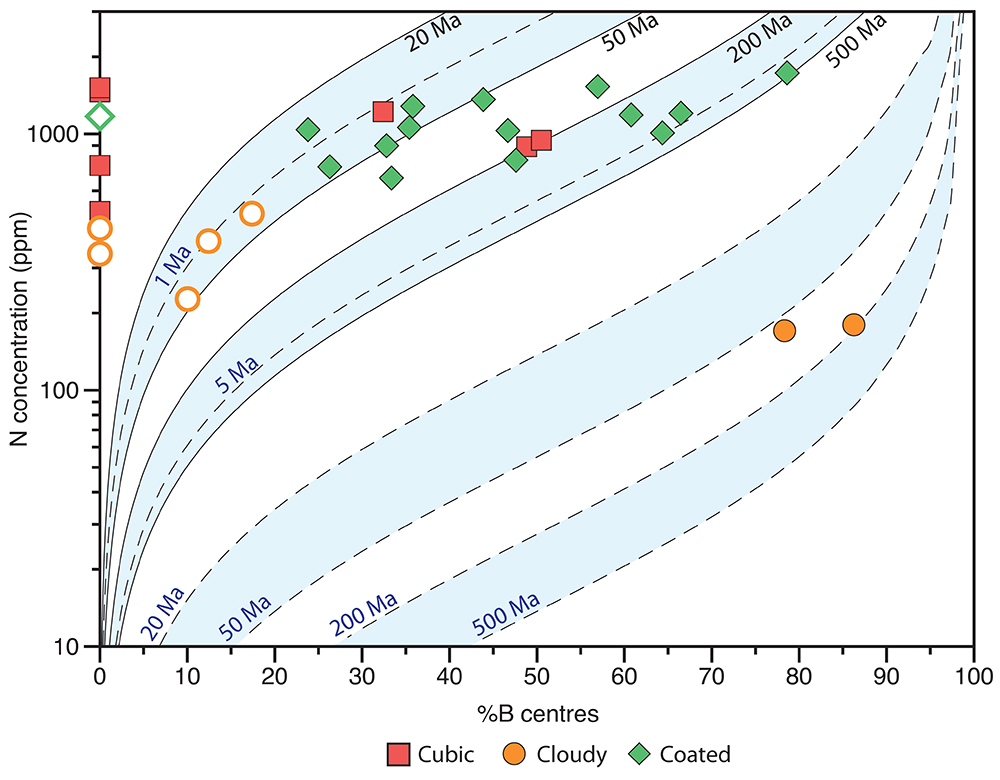 20 Ma
50 Ma
200 Ma
500 Ma
1000
1 Ma
5 Ma
100
20 Ma
50 Ma
200 Ma
500 Ma
10
0 10 20 30 40 50 60 70 80 90 100
N concentration (ppm)
%B centres
Cubic Cloudy Coated